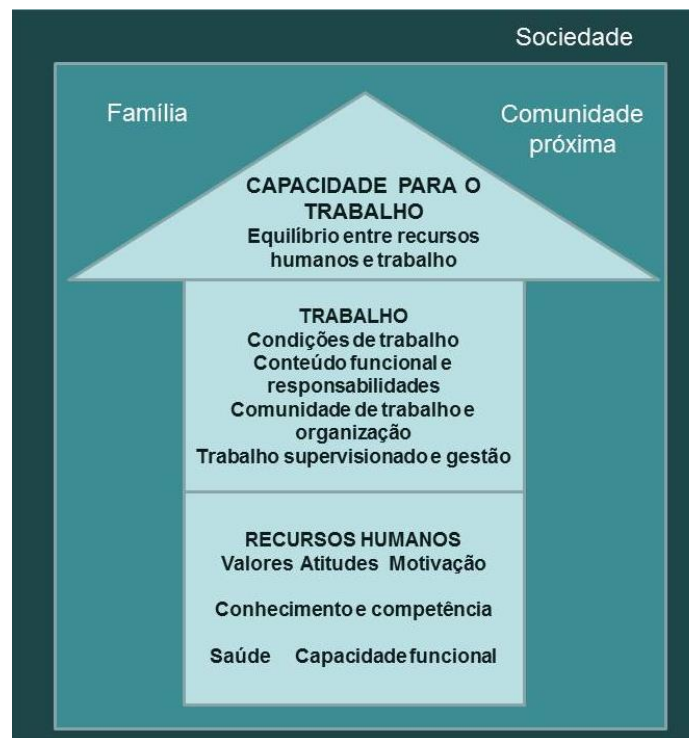 Sociedade
Família
Comunidade
próxima
CAPACIDADE PARA O
TRABALHO
Equilíbrio entre recursos
humanos e trabalho
TRABALHO
Condições de trabalho
Conteúdo funcional e
responsabilidades
Comunidade de trabalho e
organização
Trabalho supervisionado e gestão
RECURSOS HUMANOS
Valores Atitudes Motivação
Conhecimento e competência
Saúde Capacidade funcional